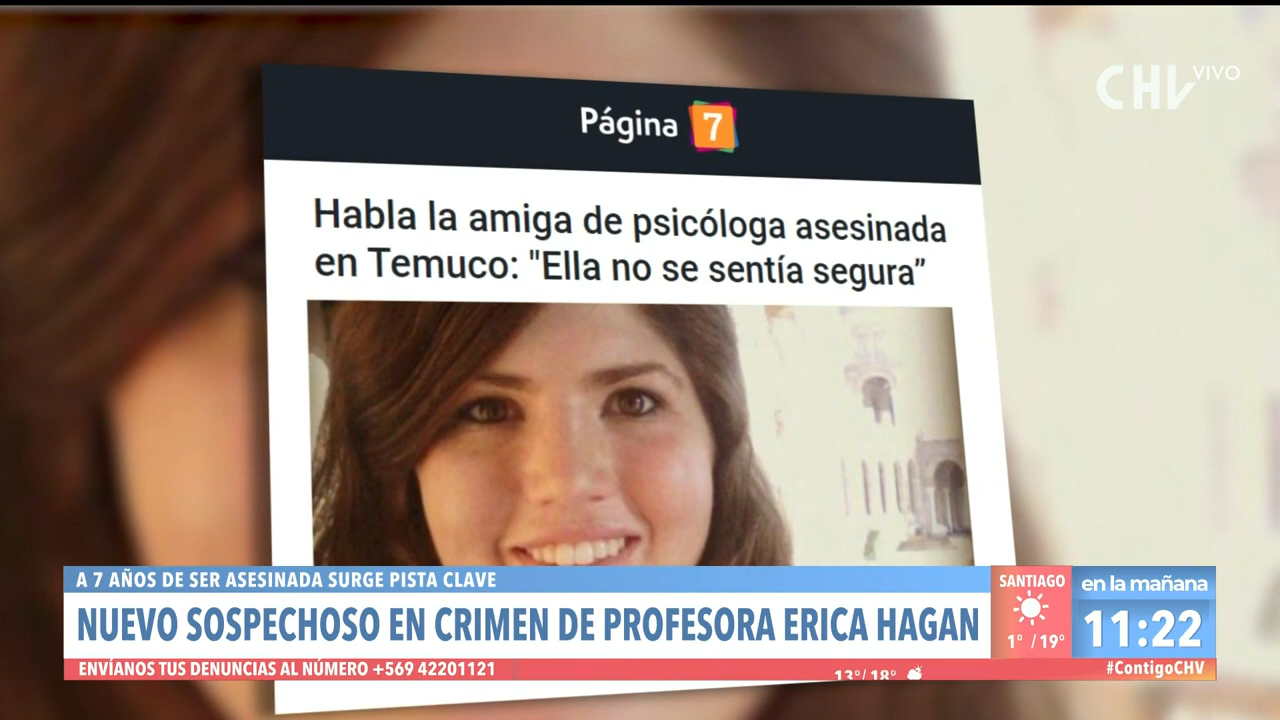 CHV VIVO
Página 7
Habla la amiga de psicóloga asesinada
en Temuco: "Ella no se sentía segura”
A 7 AÑOS DE SER ASESINADA SURGE PISTA CLAVE
NUEVO SOSPECHOSO EN CRIMEN DE PROFESORA ERICA HAGAN
ENVÍANOS TUS DENUNCIAS AL NÚMERO +569 42201121
13°/ 18°
SANTIAGO
1° / 19°
en la mañana
11:22
#ContigoCHV